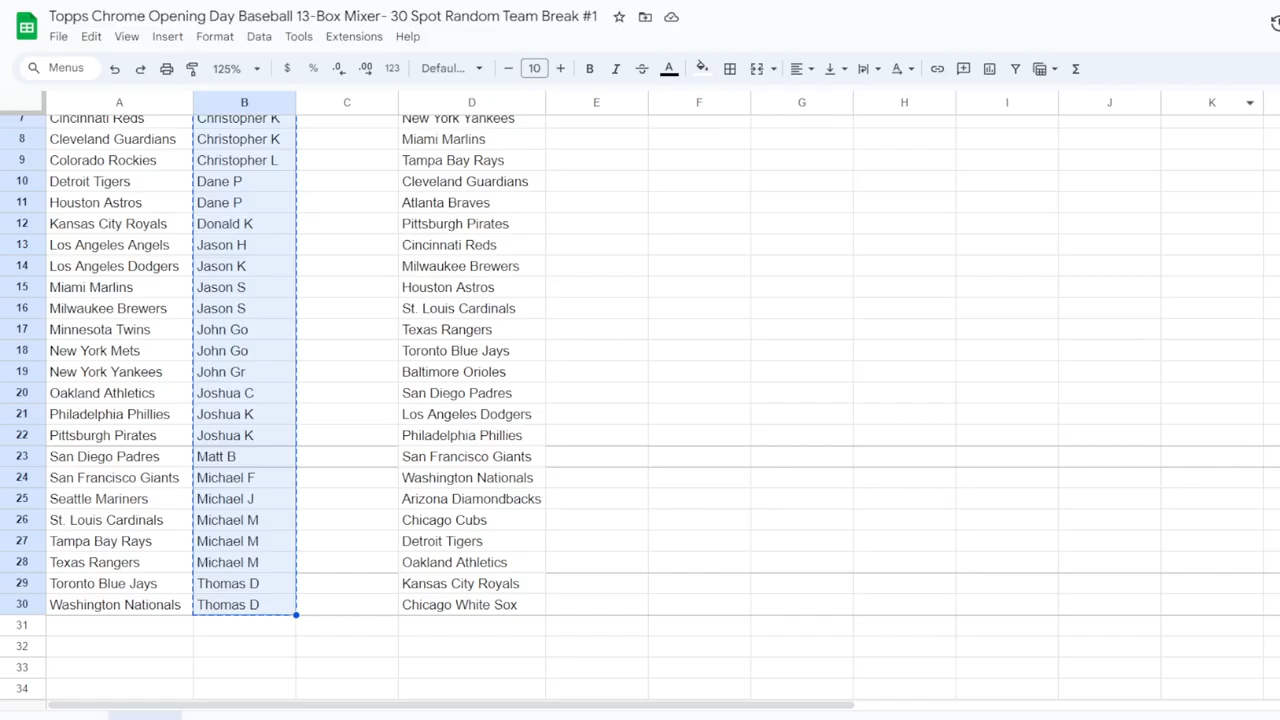 Topps Chrome Opening Day Baseball 13-Box Mixer- 30 Spot Random Team Break #1
File Edit View Insert Format Data Tools Extensions Help
Menus 125% $ % .0 .00 123 Defaul... 10 B I A A Σ
A B C D E F G H I J K
7 Cincinnati Reds Christopher K New York Yankees
8 Cleveland Guardians Christopher K Miami Marlins
9 Colorado Rockies Christopher L Tampa Bay Rays
10 Detroit Tigers Dane P Cleveland Guardians
11 Houston Astros Dane P Atlanta Braves
12 Kansas City Royals Donald K Pittsburgh Pirates
13 Los Angeles Angels Jason H Cincinnati Reds
14 Los Angeles Dodgers Jason K Milwaukee Brewers
15 Miami Marlins Jason S Houston Astros
16 Milwaukee Brewers Jason S St. Louis Cardinals
17 Minnesota Twins John Go Texas Rangers
18 New York Mets John Go Toronto Blue Jays
19 New York Yankees John Gr Baltimore Orioles
20 Oakland Athletics Joshua C San Diego Padres
21 Philadelphia Phillies Joshua K Los Angeles Dodgers
22 Pittsburgh Pirates Joshua K Philadelphia Phillies
23 San Diego Padres Matt B San Francisco Giants
24 San Francisco Giants Michael F Washington Nationals
25 Seattle Mariners Michael J Arizona Diamondbacks
26 St. Louis Cardinals Michael M Chicago Cubs
27 Tampa Bay Rays Michael M Detroit Tigers
28 Texas Rangers Michael M Oakland Athletics
29 Toronto Blue Jays Thomas D Kansas City Royals
30 Washington Nationals Thomas D Chicago White Sox
31
32
33
34